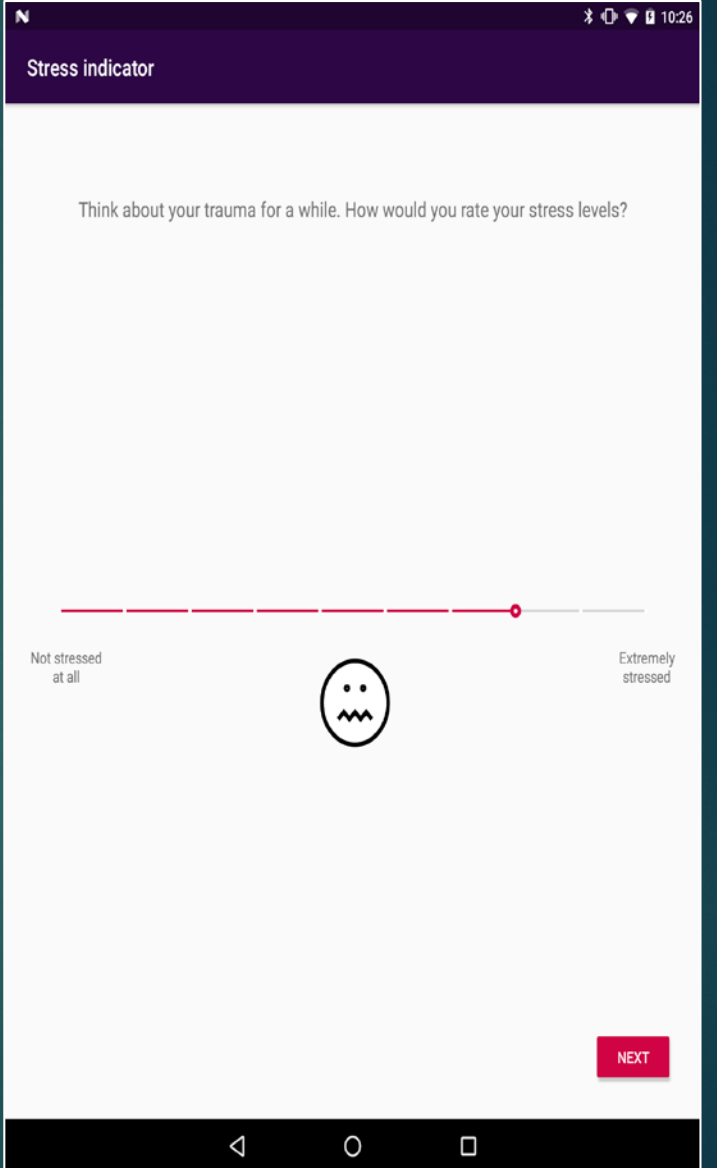 10:26
Stress indicator
Think about your trauma for a while. How would you rate your stress levels?
Not stressed
at all
Extremely
stressed
NEXT